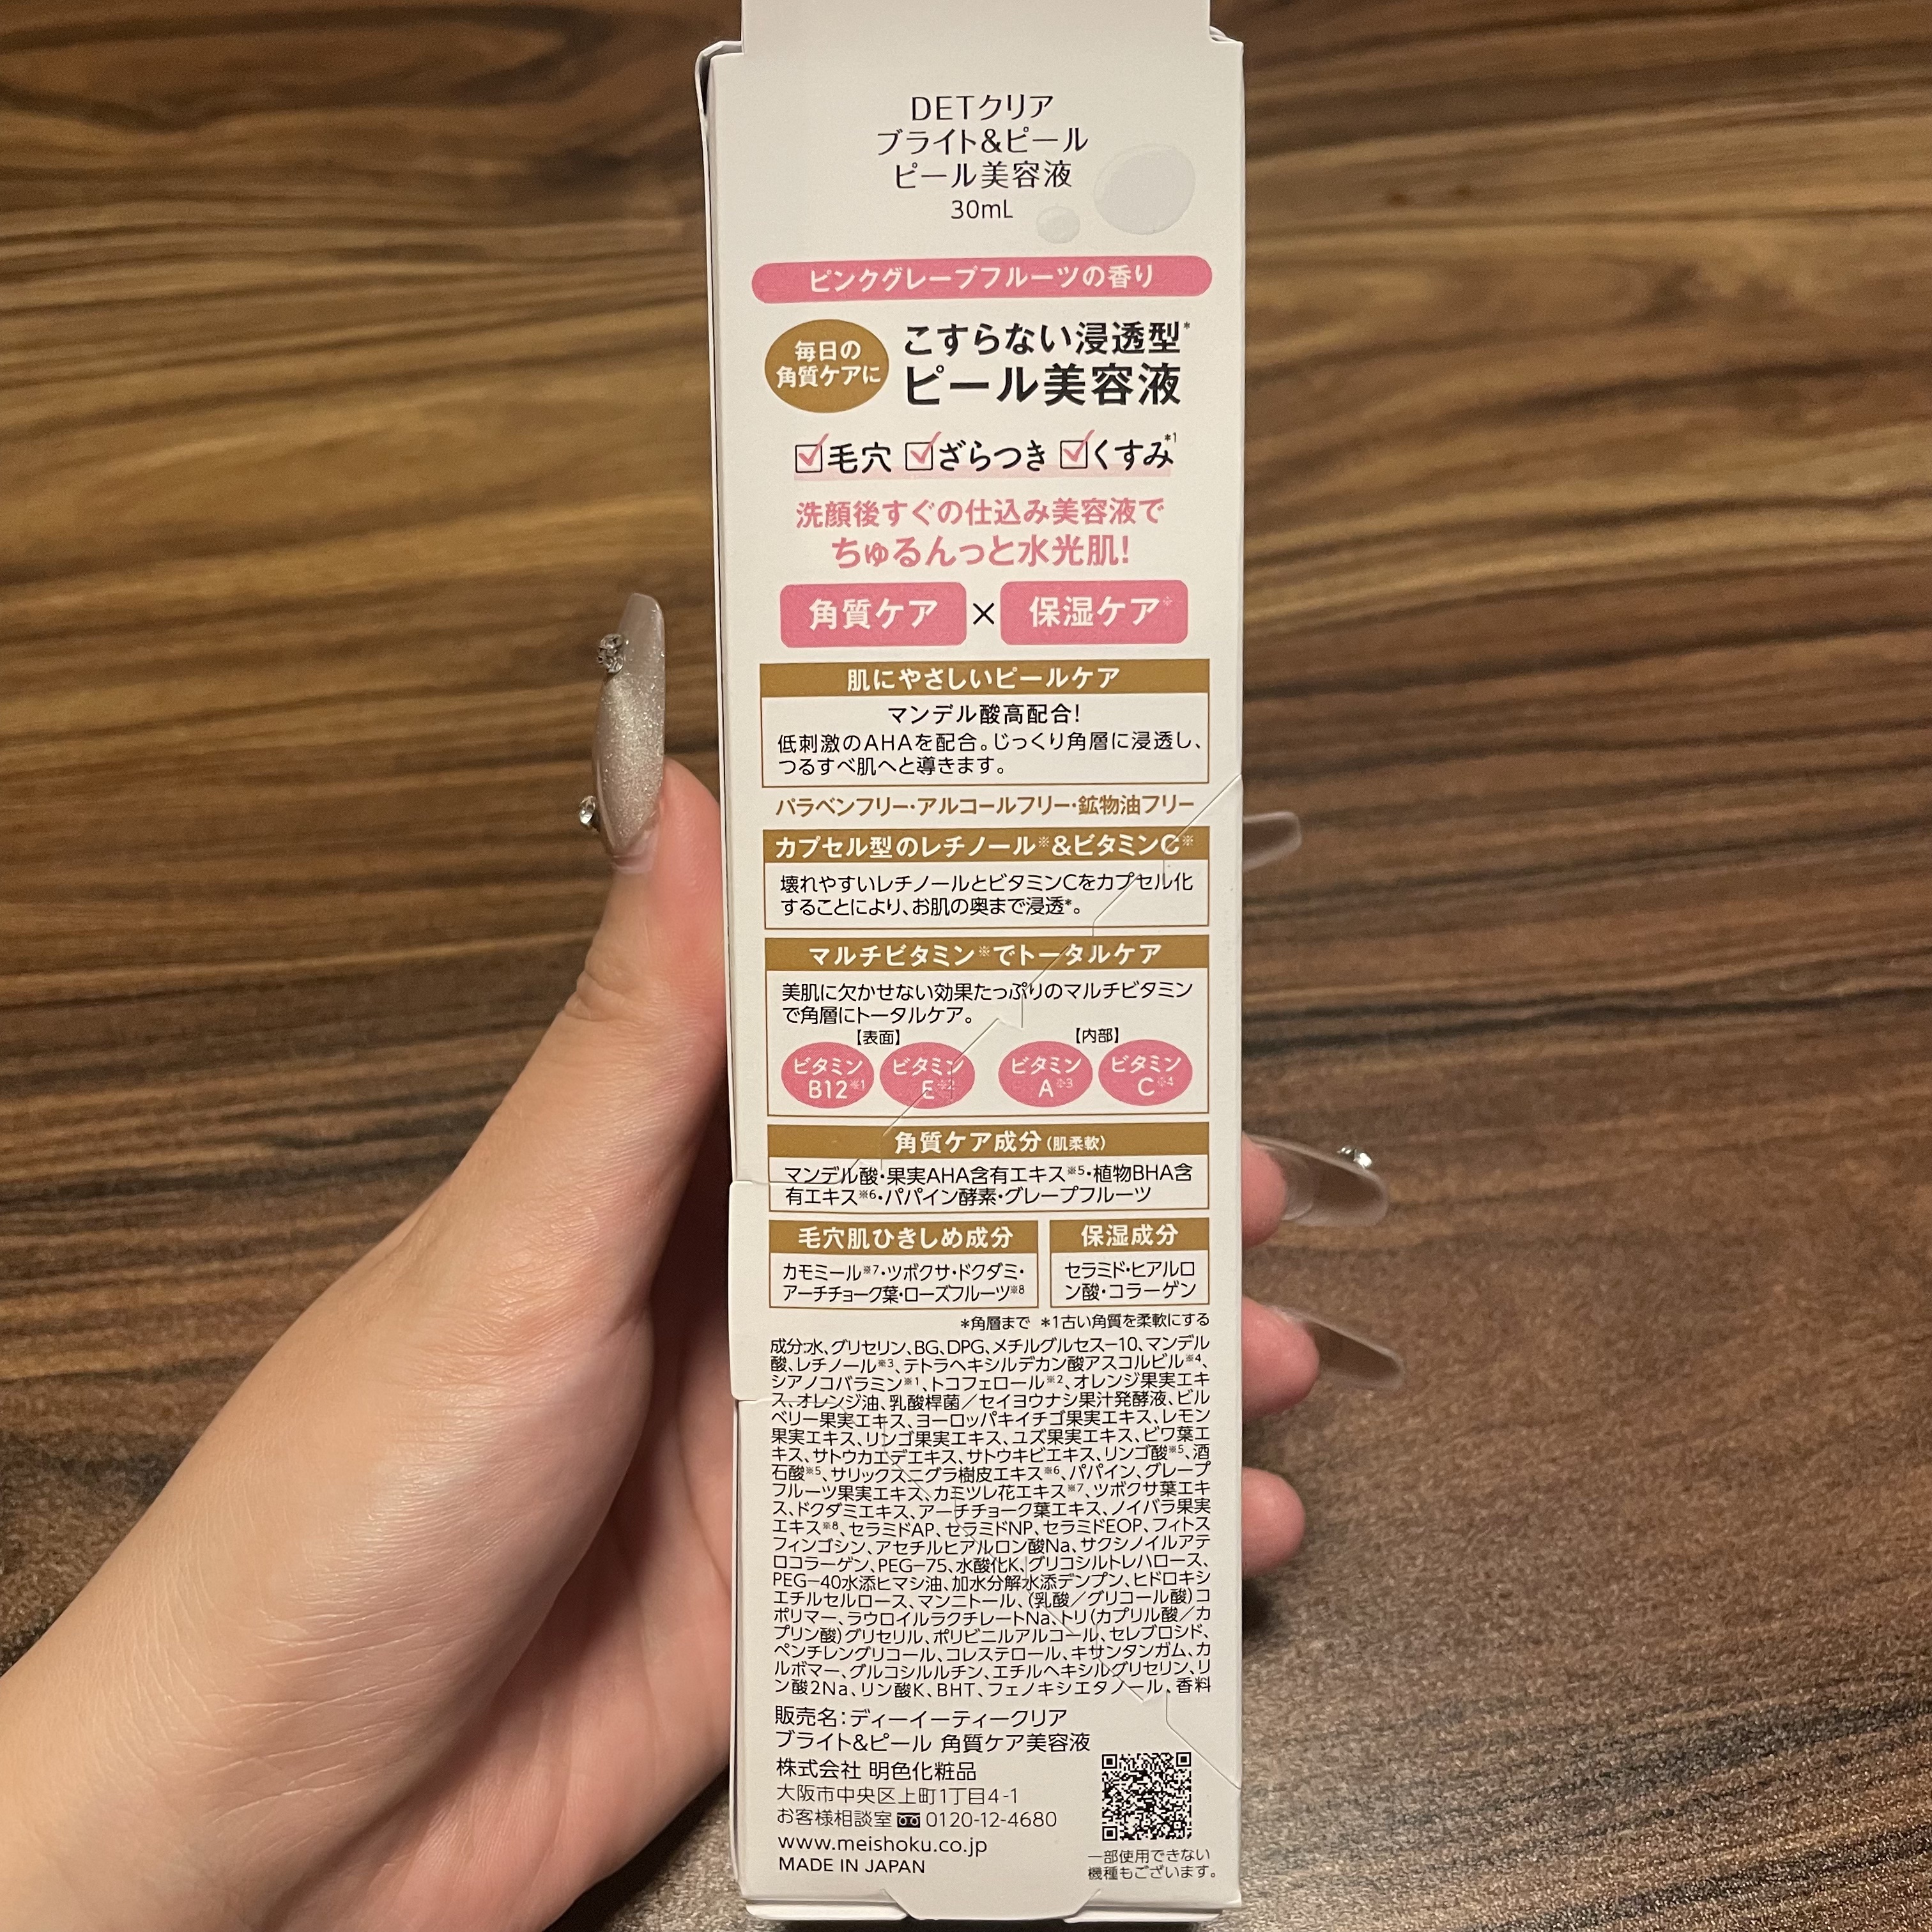 DETクリア
ブライト&ピール
ピール美容液
30mL
ピンクグレープフルーツの香り
毎日の
角質ケアに
こすらない浸透型*
ピール美容液
毛穴 ざらつき くすみ*1
洗顔後すぐの仕込み美容液で
ちゅるんっと水光肌!
角質ケア×保湿ケア※
肌にやさしいピールケア
マンデル酸高配合!
低刺激のAHAを配合。じっくり角層に浸透し、
つるすべ肌へと導きます。
パラベンフリー・アルコールフリー・鉱物油フリー
カプセル型のレチノール※&ビタミンC※
壊れやすいレチノールとビタミンCをカプセル化
することにより、お肌の奥まで浸透*。
マルチビタミン※でトータルケア
美肌に欠かせない効果たっぷりのマルチビタミン
で角層にトータルケア。
【表面】 【内部】
ビタミン ビタミン ビタミン ビタミン
B12※1 E※2 A※3 C※4
角質ケア成分(肌柔軟)
マンデル酸・果実AHA含有エキス※5・植物BHA含
有エキス※6・パパイン酵素・グレープフルーツ
毛穴肌ひきしめ成分
カモミール※7・ツボクサ・ドクダミ・
アーチチョーク葉・ローズフルーツ※8
保湿成分
セラミド・ヒアルロ
ン酸・コラーゲン
*角層まで *1古い角質を柔軟にする
成分:水、グリセリン、BG、DPG、メチルグルセス-10、マンデル
酸、レチノール※3、テトラヘキシルデカン酸アスコルビル※4、
シアノコバラミン※1、トコフェロール※2、オレンジ果実エキ
ス、オレンジ油、乳酸桿菌/セイヨウナシ果汁発酵液、ビル
ベリー果実エキス、ヨーロッパキイチゴ果実エキス、レモン
果実エキス、リンゴ果実エキス、ユズ果実エキス、ビワ葉エ
キス、サトウカエデエキス、サトウキビエキス、リンゴ酸※5、酒
石酸※5、サリックスニグラ樹皮エキス※6、パパイン、グレープ
フルーツ果実エキス、カミツレ花エキス※7、ツボクサ葉エキ
ス、ドクダミエキス、アーチチョーク葉エキス、ノイバラ果実
エキス※8、セラミドAP、セラミドNP、セラミドEOP、フィトス
フィンゴシン、アセチルヒアルロン酸Na、サクシノイルアテ
ロコラーゲン、PEG-75、水酸化K、グリコシルトレハロース、
PEG-40水添ヒマシ油、加水分解水添デンプン、ヒドロキシ
エチルセルロース、マンニトール、(乳酸/グリコール酸)コ
ポリマー、ラウロイルラクチレートNa、トリ(カプリル酸/カ
プリン酸)グリセリル、ポリビニルアルコール、セレブロシド、
ペンチレングリコール、コレステロール、キサンタンガム、カ
ルボマー、グルコシルルチン、エチルヘキシルグリセリン、リ
ン酸2Na、リン酸K、BHT、フェノキシエタノール、香料
販売名:ディーイーティークリア
ブライト&ピール 角質ケア美容液
株式会社 明色化粧品
大阪市中央区上町1丁目4-1
お客様相談室 0120-12-4680
www.meishoku.co.jp
MADE IN JAPAN
一部使用できない
機種もございます。